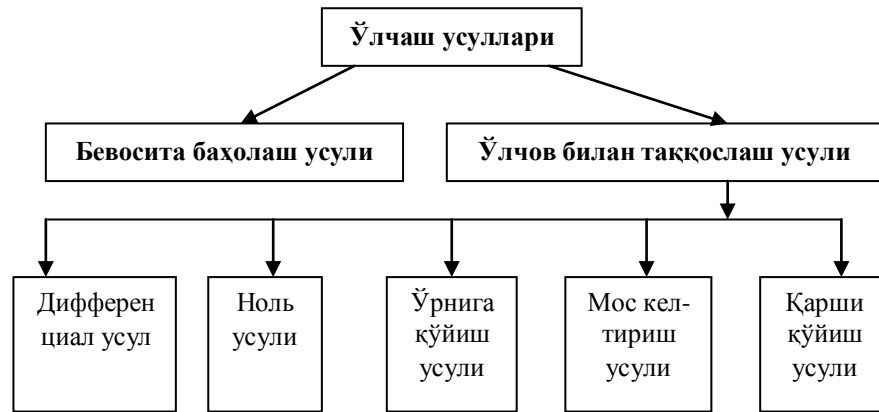 Ўлчаш усуллари
Бевосита баҳолаш усули
Ўлчов билан таққослаш усули
Дифферен
циал усул
Ноль
усули
Ўрнига
қўйиш
усули
Мос кел-
тириш
усули
Қарши
қўйиш
усули